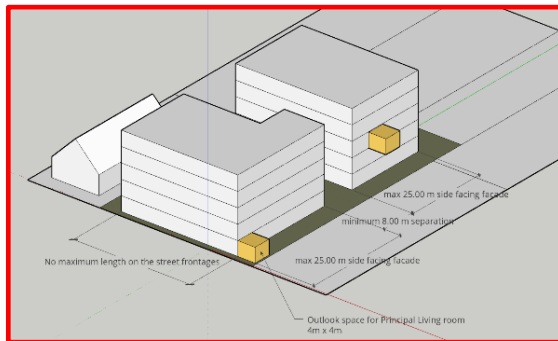 max 25.00 m side facing facade
minimum 8.00 m separation
max 25.00 m side facing facade
No maximum length on the street frontages
Outlook space for Principal Living room
4m x 4m